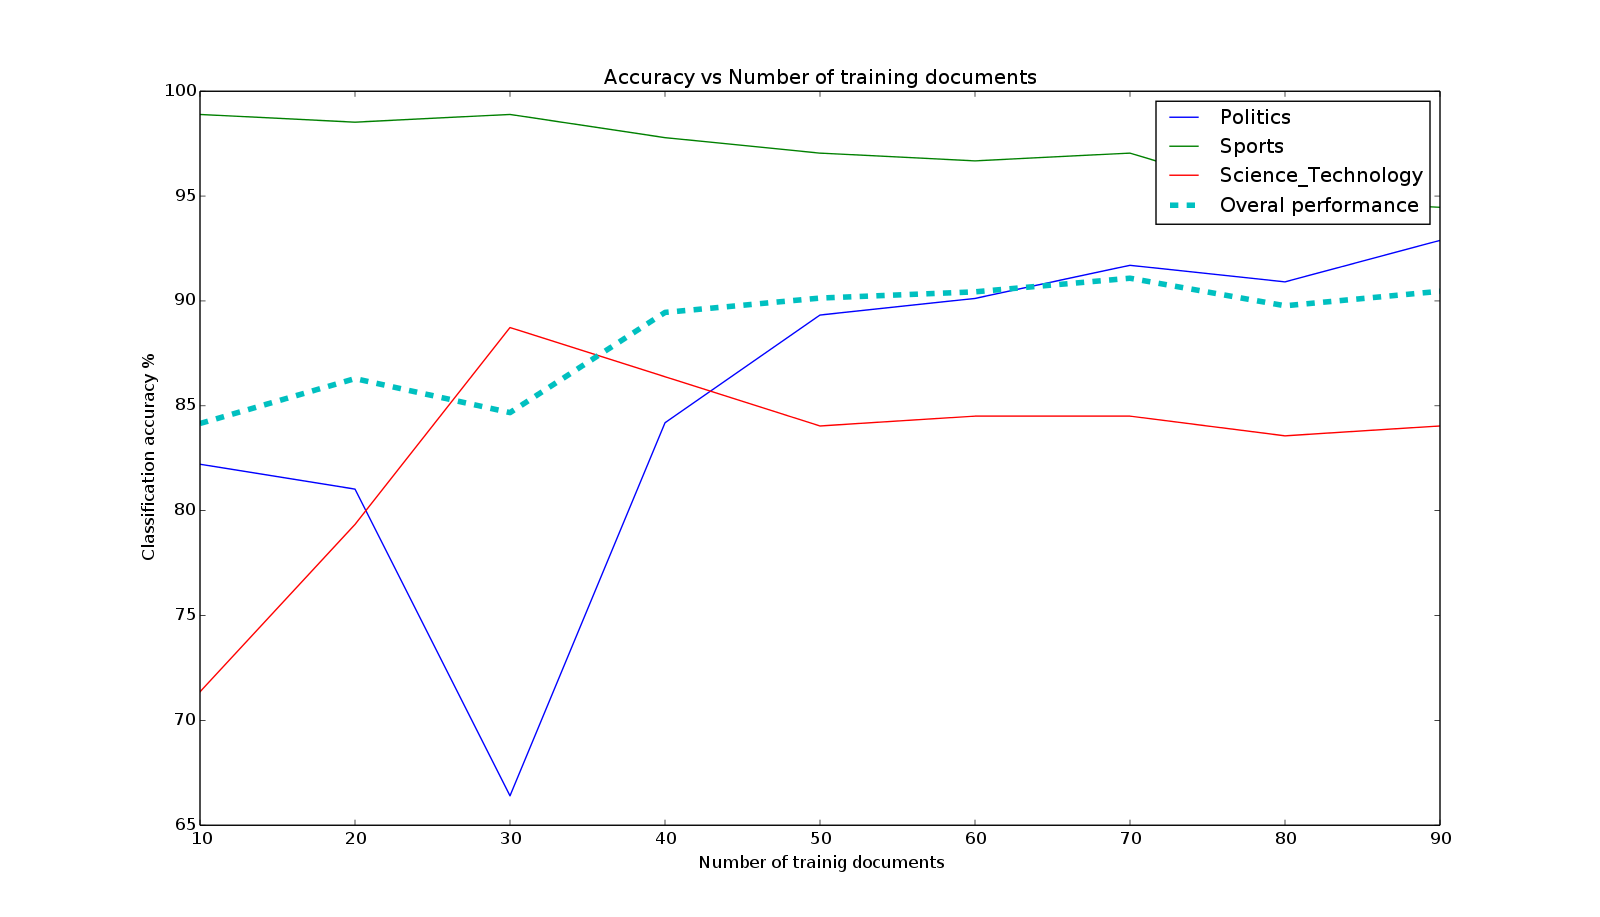 Accuracy vs Number of training documents
100
95
90
85
80
75
70
65
Classification accuracy %
Politics
Sports
Science_Technology
Overal performance
10 20 30 40 50 60 70 80 90
Number of trainig documents